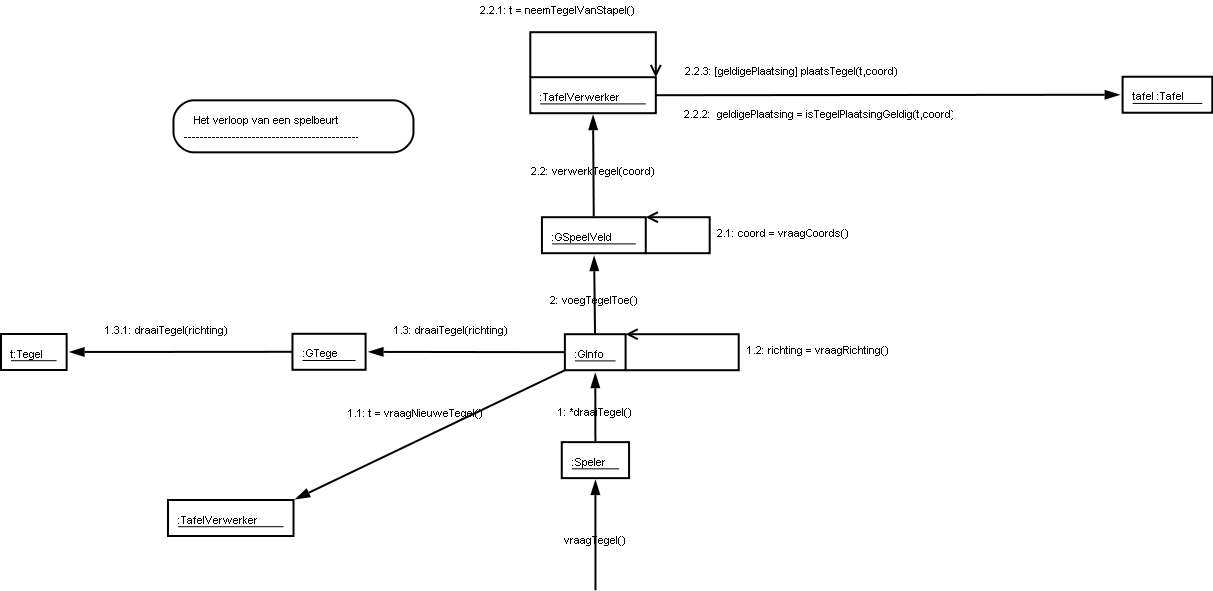 2.2.1: t = neemTegelVanStapel()
2.2.3: [geldigePlaatsing] plaatsTegel(t,coord)
:TafelVerwerker
tafel :Tafel
2.2.2: geldigePlaatsing = isTegelPlaatsingGeldig(t,coord)
Het verloop van een spelbeurt
2.2: verwerkTegel(coord)
:GSpeelVeld
2.1: coord = vraagCoords()
2: voegTegelToe()
1.3.1: draaiTegel(richting)
1.3: draaiTegel(richting)
t:Tegel
:GTege
:GInfo
1.2: richting = vraagRichting()
1.1: t = vraagNieuweTegel()
1: *draaiTegel()
:Speler
:TafelVerwerker
vraagTegel()